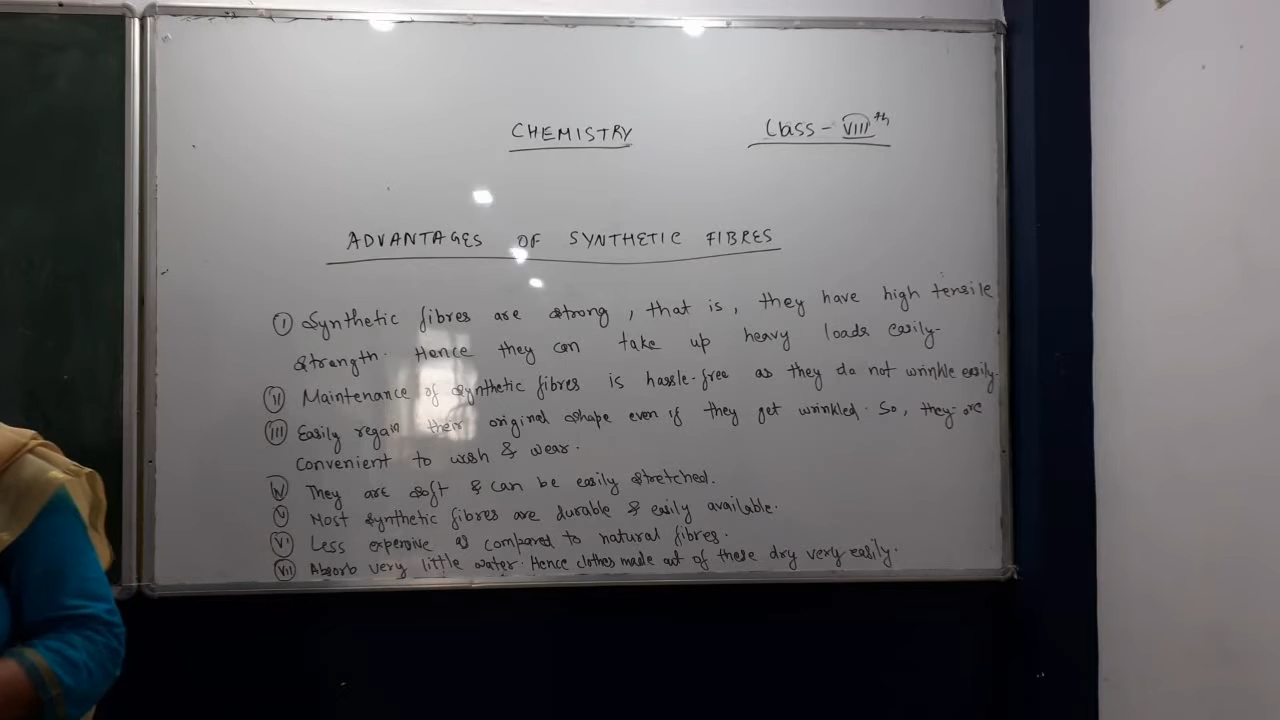 CHEMISTRY Class - VIIIth
ADVANTAGES OF SYNTHETIC FIBRES
(I) Synthetic fibres are strong, that is, they have high tensile
strength. Hence they can take up heavy loads easily.
(II) Maintenance of synthetic fibres is hassle-free as they do not wrinkle easily.
(III) Easily regain their original shape even if they get wrinkled. So, they are
convenient to wash & wear.
(IV) They are soft & can be easily stretched.
(V) Most synthetic fibres are durable & easily available.
(VI) Less expensive as compared to natural fibres.
(VII) Absorb very little water. Hence clothes made out of these dry very easily.